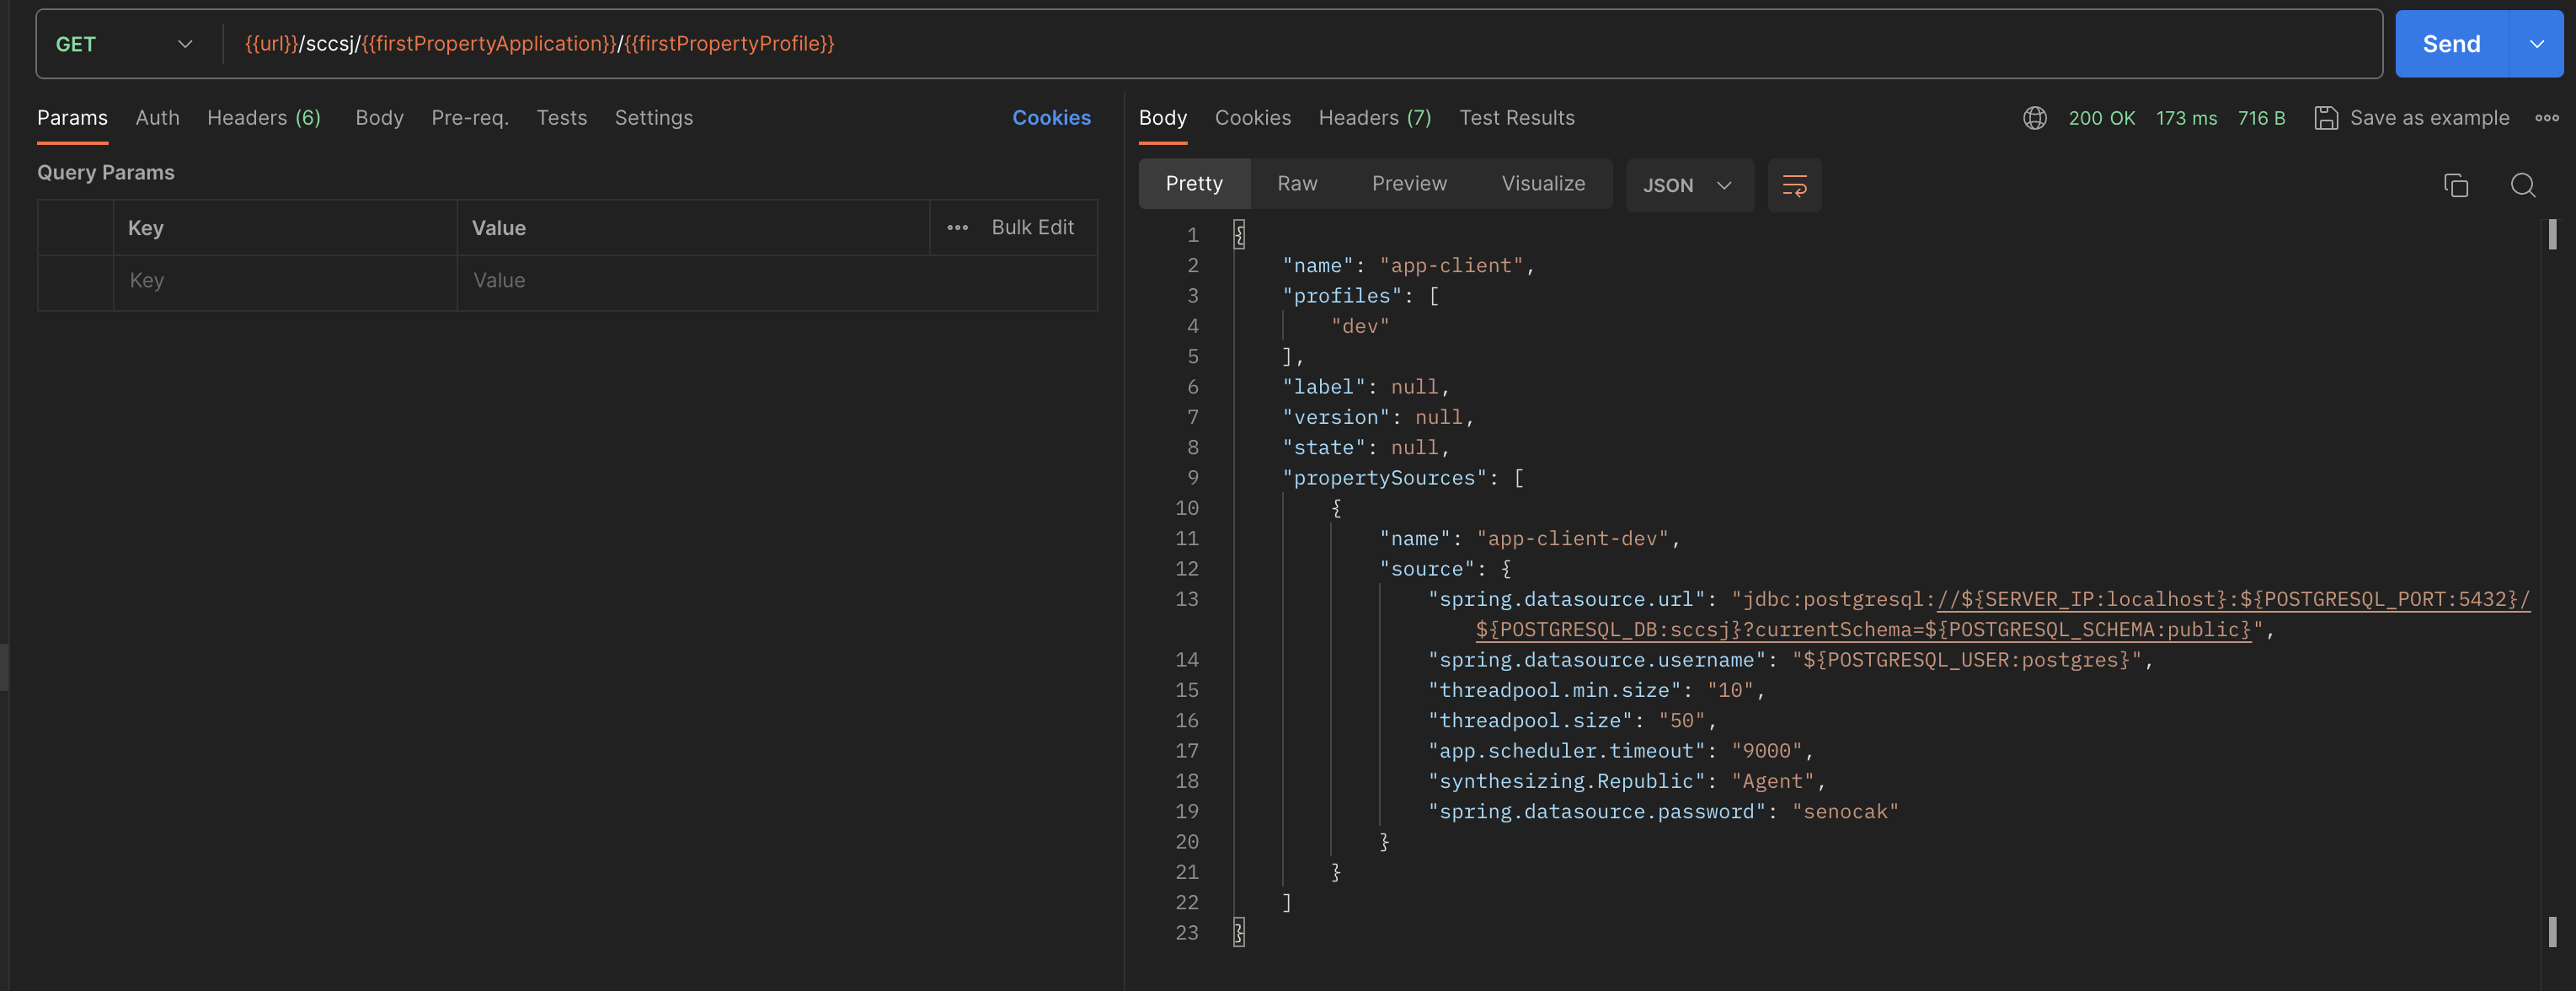 GET {{url}}/sccsj/{{firstPropertyApplication}}/{{firstPropertyProfile}} Send
Params Auth Headers (6) Body Pre-req. Tests Settings Cookies
Query Params
Key Value ••• Bulk Edit
Key Value
Body Cookies Headers (7) Test Results 200 OK 173 ms 716 B Save as example
Pretty Raw Preview Visualize JSON
1 {
2 "name": "app-client",
3 "profiles": [
4 "dev"
5 ],
6 "label": null,
7 "version": null,
8 "state": null,
9 "propertySources": [
10 {
11 "name": "app-client-dev",
12 "source": {
13 "spring.datasource.url": "jdbc:postgresql://${SERVER_IP:localhost}:${POSTGRESQL_PORT:5432}/
${POSTGRESQL_DB:sccsj}?currentSchema=${POSTGRESQL_SCHEMA:public}",
14 "spring.datasource.username": "${POSTGRESQL_USER:postgres}",
15 "threadpool.min.size": "10",
16 "threadpool.size": "50",
17 "app.scheduler.timeout": "9000",
18 "synthesizing.Republic": "Agent",
19 "spring.datasource.password": "senocak"
20 }
21 }
22 ]
23 }